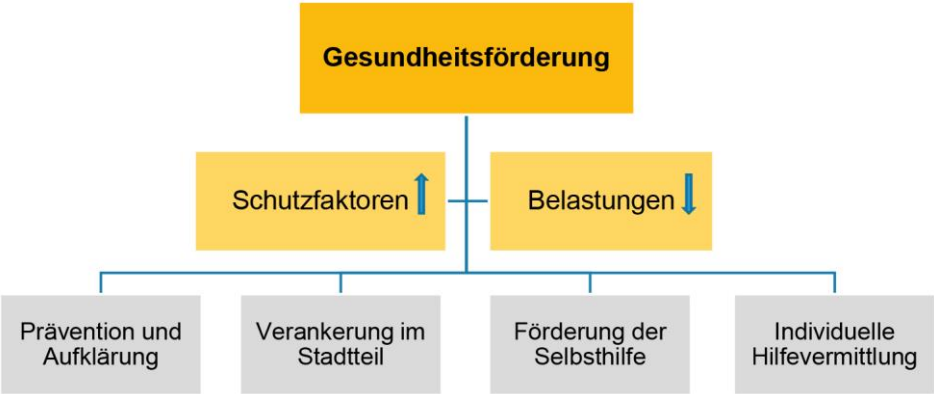 Gesundheitsförderung
Schutzfaktoren
Belastungen
Prävention und
Aufklärung
Verankerung im
Stadtteil
Förderung der
Selbsthilfe
Individuelle
Hilfevermittlung